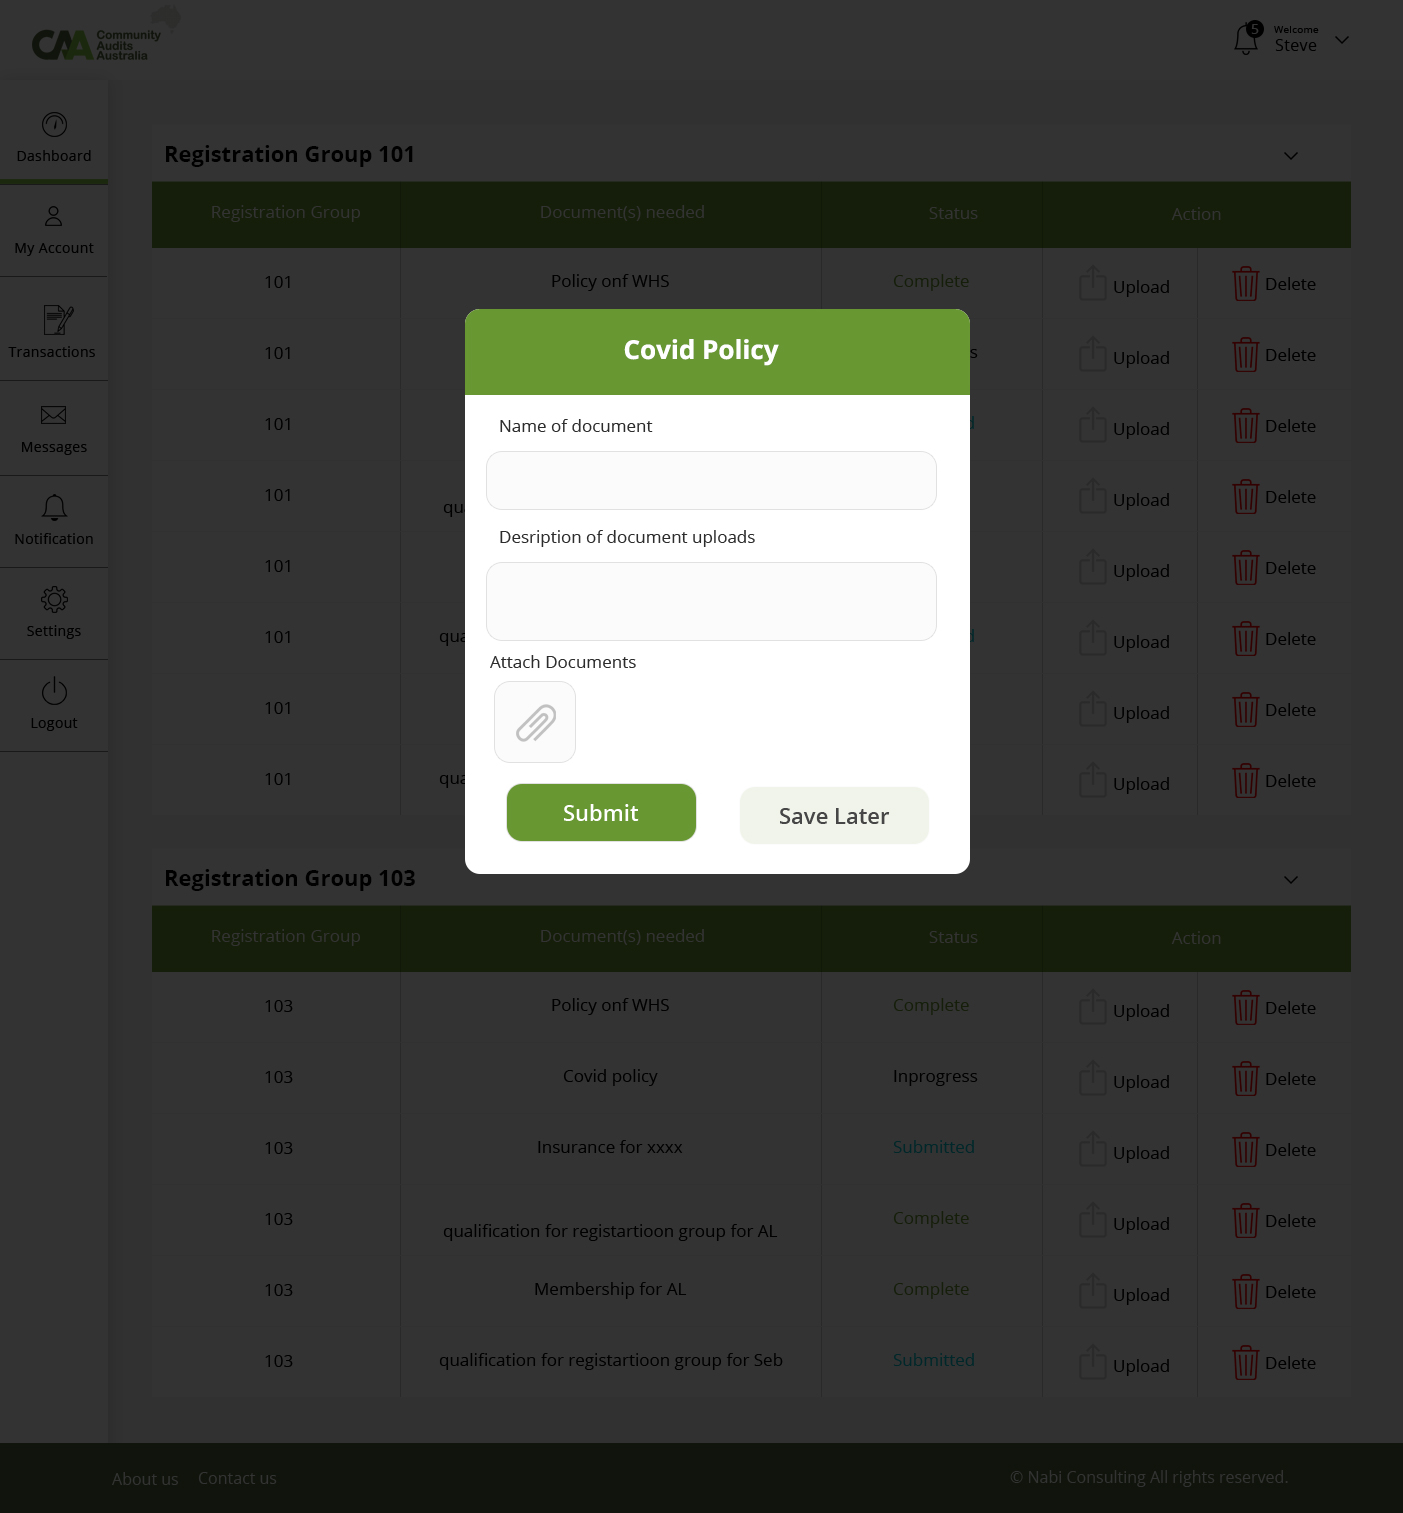 CAA Community
Audits
Australia
5
Welcome
Steve
Dashboard
My Account
Transactions
Messages
Notification
Settings
Logout
Registration Group 101
Registration Group Document(s) needed Status Action
101 Policy onf WHS Complete Upload Delete
101 s Upload Delete
101 d Upload Delete
101 qu Upload Delete
101 Upload Delete
101 qua d Upload Delete
101 Upload Delete
101 qua Upload Delete
Covid Policy
Name of document
Desription of document uploads
Attach Documents
Submit Save Later
Registration Group 103
Registration Group Document(s) needed Status Action
103 Policy onf WHS Complete Upload Delete
103 Covid policy Inprogress Upload Delete
103 Insurance for xxxx Submitted Upload Delete
103 qualification for registartioon group for AL Complete Upload Delete
103 Membership for AL Complete Upload Delete
103 qualification for registartioon group for Seb Submitted Upload Delete
About us Contact us © Nabi Consulting All rights reserved.